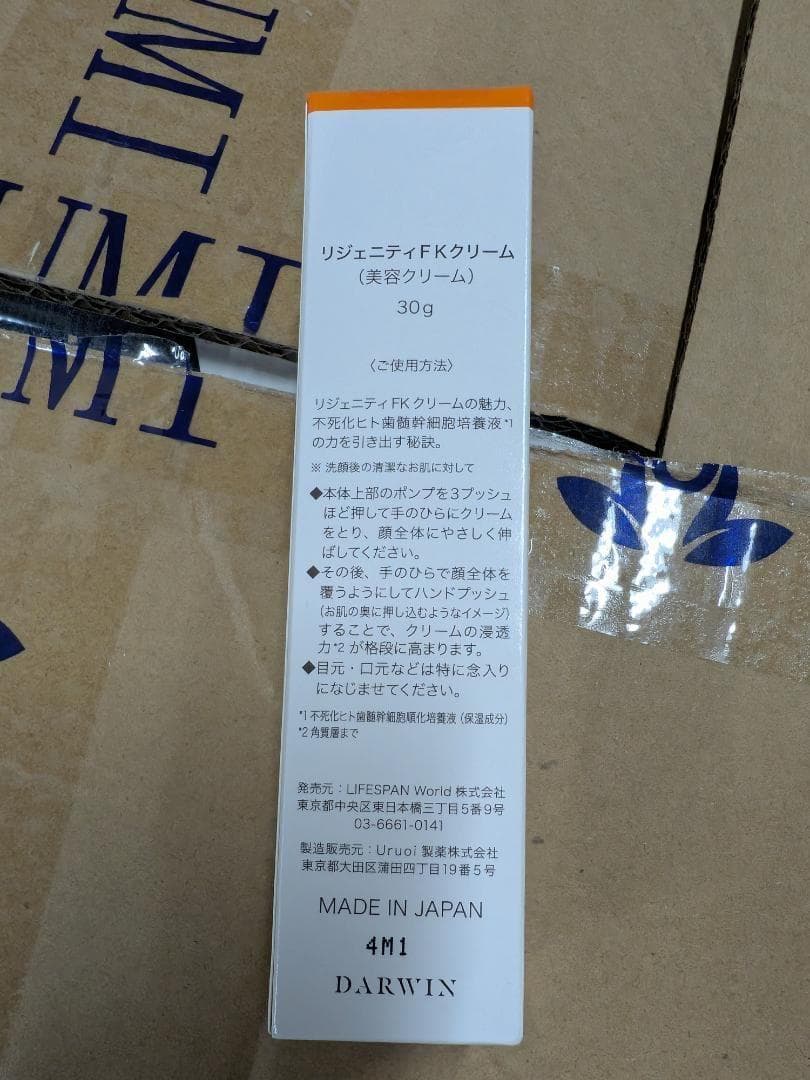 リジェニティFKクリーム
（美容クリーム）
30g
〈ご使用方法〉
リジェニティFKクリームの魅力、
不死化ヒト歯髄幹細胞培養液*1
の力を引き出す秘訣。
※ 洗顔後の清潔なお肌に対して
◆本体上部のポンプを3プッシュ
ほど押して手のひらにクリーム
をとり、顔全体にやさしく伸
ばしてください。
◆その後、手のひらで顔全体を
覆うようにしてハンドプッシュ
（お肌の奥に押し込むようなイメージ）
することで、クリームの浸透
力*2 が格段に高まります。
◆目元・口元などは特に念入り
になじませてください。
*1 不死化ヒト歯髄幹細胞順化培養液（保湿成分）
*2 角質層まで
発売元：LIFESPAN World 株式会社
東京都中央区東日本橋三丁目5番9号
03-6661-0141
製造販売元：Uruoi 製薬株式会社
東京都大田区蒲田四丁目19番5号
MADE IN JAPAN
4M1
DARWIN